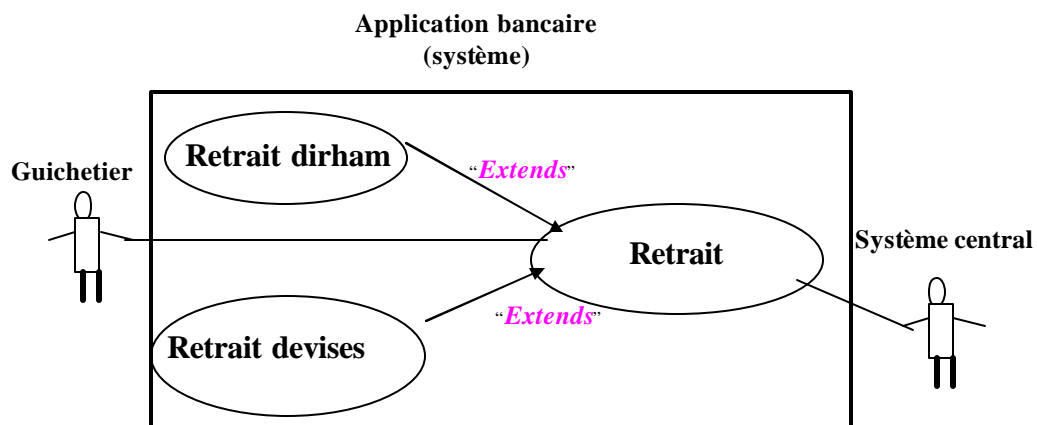 Application bancaire
(système)
Retrait dirham
“Extends”
Guichetier
Retrait
Système central
“Extends”
Retrait devises